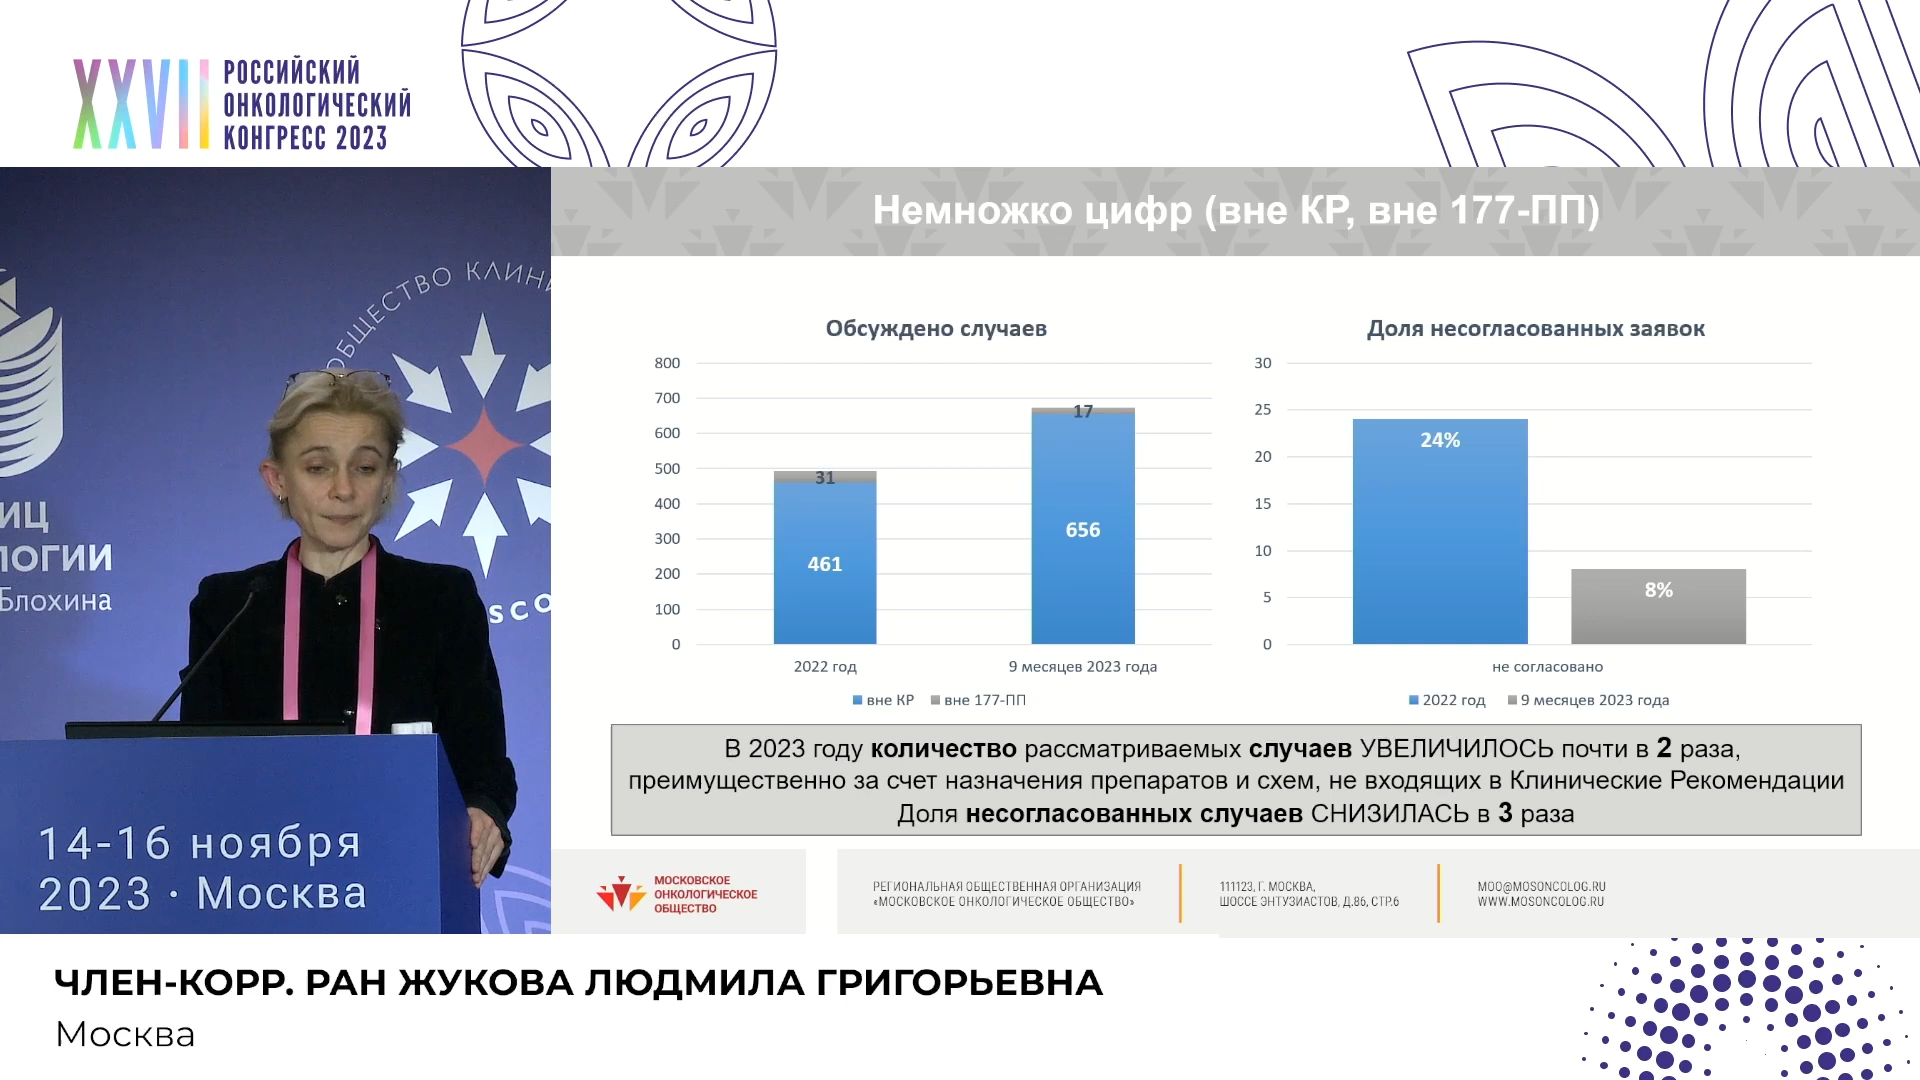 XXVII
РОССИЙСКИЙ
ОНКОЛОГИЧЕСКИЙ
КОНГРЕСС 2023
ОБЩЕСТВО
ОЛОГИИ
Блохина
14-16 ноября
2023 · Москва
Немножко цифр (вне КР, вне 177-ПП)
Обсуждено случаев
800
700
600
500
400
300
200
100
0
31
461
17
656
2022 год
9 месяцев 2023 года
вне КР
вне 177-ПП
Доля несогласованных заявок
30
25
20
15
10
5
0
24%
8%
не согласовано
2022 год
9 месяцев 2023 года
В 2023 году количество рассматриваемых случаев УВЕЛИЧИЛОСЬ почти в 2 раза,
преимущественно за счет назначения препаратов и схем, не входящих в Клинические Рекомендации
Доля несогласованных случаев СНИЗИЛАСЬ в 3 раза
МОСКОВСКОЕ
ОНКОЛОГИЧЕСКОЕ
ОБЩЕСТВО
РЕГИОНАЛЬНАЯ ОБЩЕСТВЕННАЯ ОРГАНИЗАЦИЯ
«МОСКОВСКОЕ ОНКОЛОГИЧЕСКОЕ ОБЩЕСТВО»
111123, Г. МОСКВА,
ШОССЕ ЭНТУЗИАСТОВ, Д.86, СТР.6
MOO@MOSONCOLOG.RU
WWW.MOSONCOLOG.RU
ЧЛЕН-КОРР. РАН ЖУКОВА ЛЮДМИЛА ГРИГОРЬЕВНА
Москва